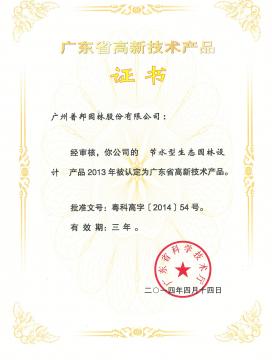 广东省高新技术产品
证书
广州普邦园林股份有限公司：
经审核，你公司的 节水型生态园林设
计 产品2013年被认定为广东省高新技术产品。
批准文号：粤科高字〔2014〕54号。
有效期：三年。
广东省科学技术厅
二〇一四年四月十四日